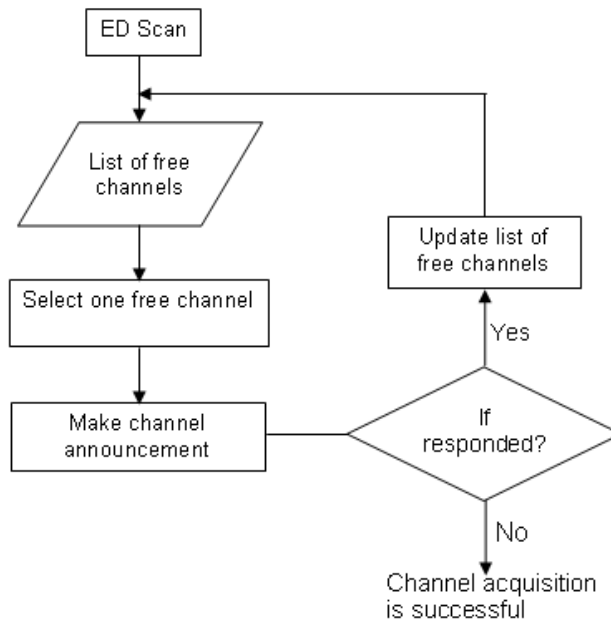 ED Scan
List of free
channels
Select one free channel
Make channel
announcement
Update list of
free channels
Yes
If
responded?
No
Channel acquisition
is successful